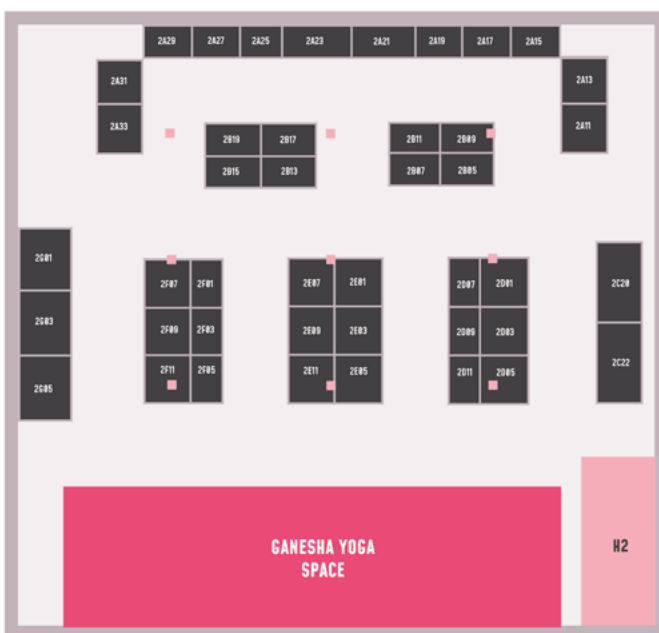 2A29 2A27 2A25 2A23 2A21 2A19 2A17 2A15
2A31
2A13
2A33
2A11
2B19 2B17
2B11 2B09
2B15 2B13
2B07 2B05
2G01
2G03
2G05
2F07 2F01
2F09 2F03
2F11 2F05
2E07 2E01
2E09 2E03
2E11 2E05
2D07 2D01
2D09 2D03
2D11 2D05
2C20
2C22
GANESHA YOGA
SPACE
H2